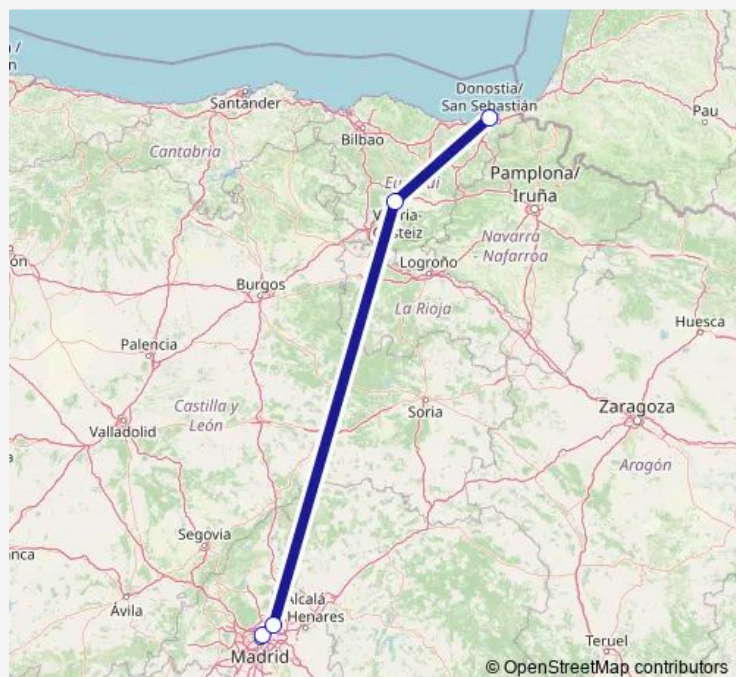 Donostia/
San Sebastián
Santander
Bilbao
Pau
Cantabria
Pamplona/
Iruña
Navarra
- Nafarroa
Logroño
Burgos
La Rioja
Huesca
Palencia
Soria
Zaragoza
Castilla y
León
Valladolid
Aragón
Segovia
Alcalá
Henares
Ávila
Madrid
Teruel
© OpenStreetMap contributors